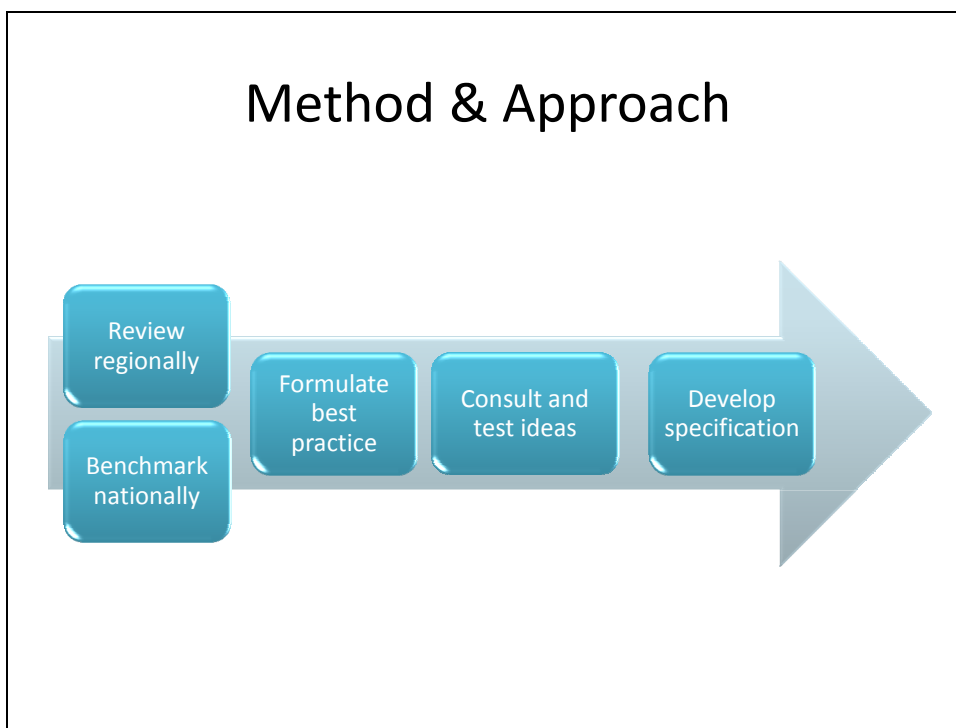 Method & Approach
Review
regionally
Benchmark
nationally
Formulate
best
practice
Consult and
test ideas
Develop
specification